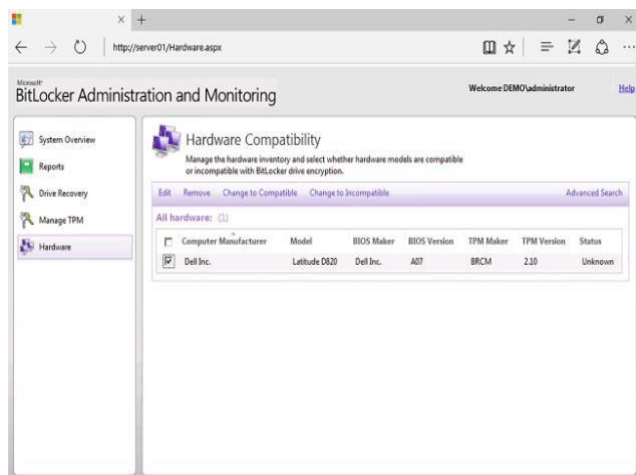 http://server01/Hardware.aspx
Microsoft
BitLocker Administration and Monitoring
Welcome DEMO\administrator
Help
System Overview
Reports
Drive Recovery
Manage TPM
Hardware
Hardware Compatibility
Manage the hardware inventory and select whether hardware models are compatible
or incompatible with BitLocker drive encryption.
Edit Remove Change to Compatible Change to Incompatible Advanced Search
All hardware: (1)
Computer Manufacturer Model BIOS Maker BIOS Version TPM Maker TPM Version Status
Dell Inc. Latitude D820 Dell Inc. A07 BRCM 2.10 Unknown